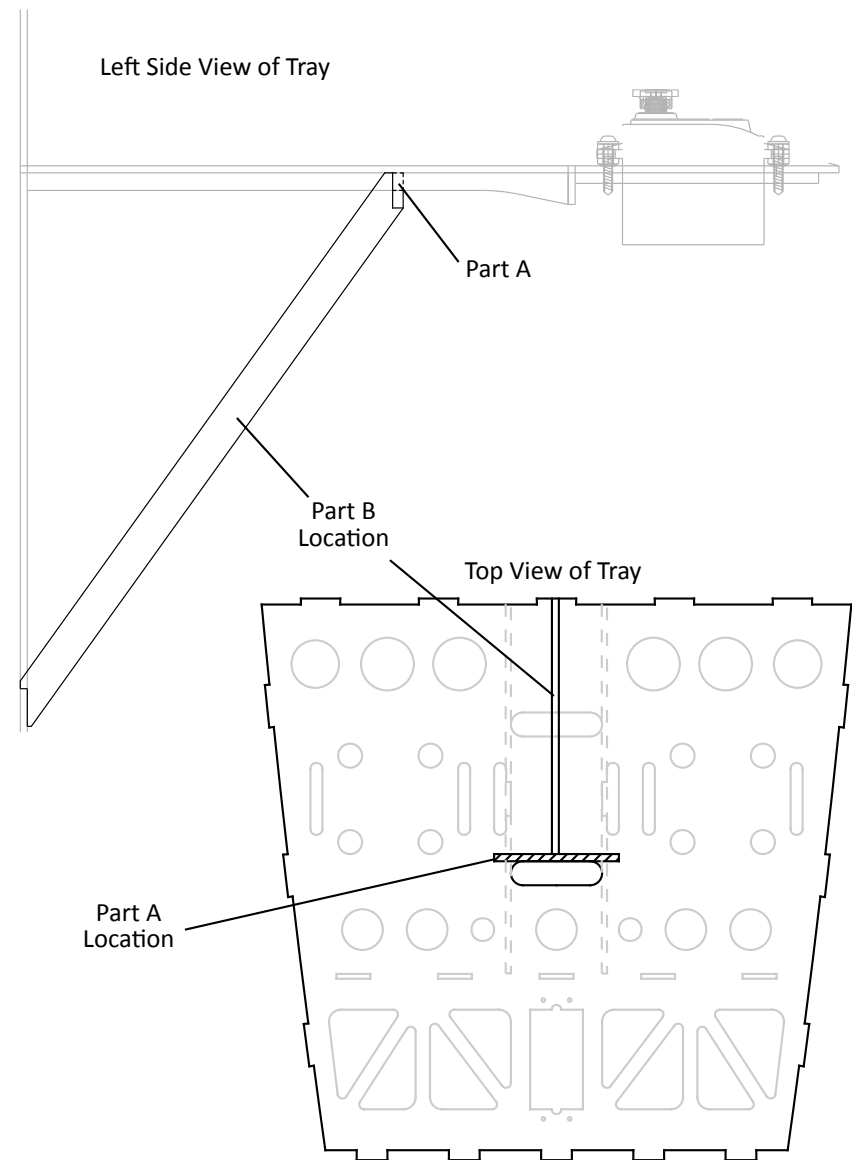 Left Side View of Tray
Part A
Part B
Location
Top View of Tray
Part A
Location